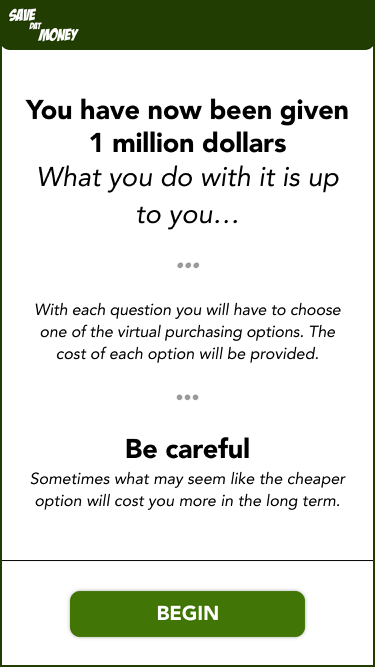 SAVE
DAT
MONEY
You have now been given
1 million dollars
What you do with it is up
to you...
•••
With each question you will have to choose
one of the virtual purchasing options. The
cost of each option will be provided.
•••
Be careful
Sometimes what may seem like the cheaper
option will cost you more in the long term.
BEGIN